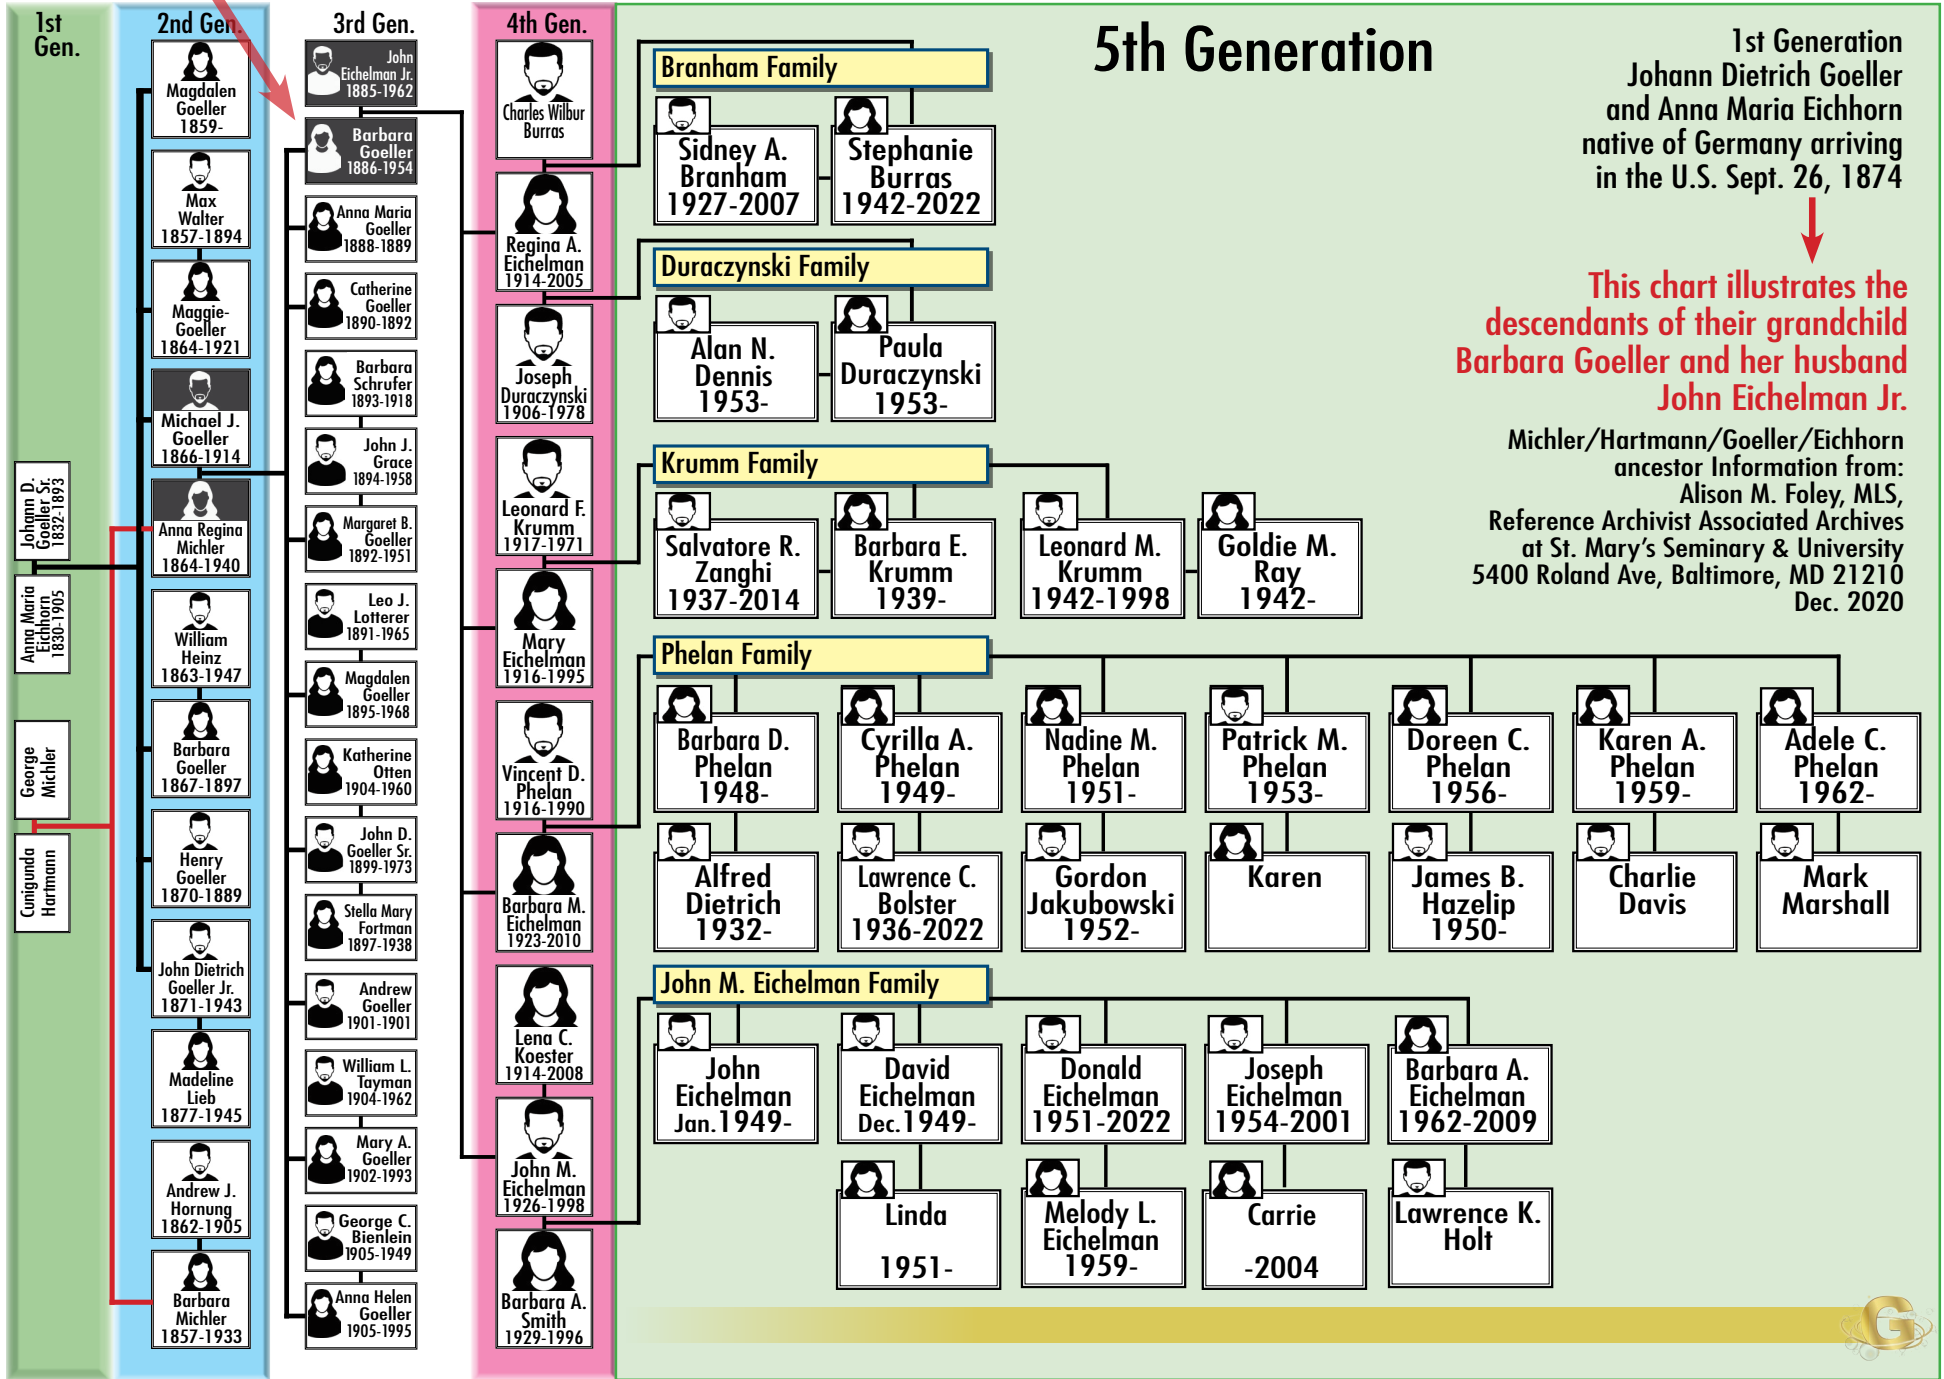 1st
Gen.
Johann D.
Goeller Sr.
1832-1893
Anna Maria
Eichhorn
1830-1905
George
Michler
Cunigunda
Hartmann
2nd Gen.
Magdalen
Goeller
1859-
Max
Walter
1857-1894
Maggie-
Goeller
1864-1921
Michael J.
Goeller
1866-1914
Anna Regina
Michler
1864-1940
William
Heinz
1863-1947
Barbara
Goeller
1867-1897
Henry
Goeller
1870-1889
John Dietrich
Goeller Jr.
1871-1943
Madeline
Lieb
1877-1945
Andrew J.
Hornung
1862-1905
Barbara
Michler
1857-1933
3rd Gen.
John
Eichelman Jr.
1885-1962
Barbara
Goeller
1886-1954
Anna Maria
Goeller
1888-1889
Catherine
Goeller
1890-1892
Barbara
Schrufer
1893-1918
John J.
Grace
1894-1958
Margaret B.
Goeller
1892-1951
Leo J.
Lotterer
1891-1965
Magdalen
Goeller
1895-1968
Katherine
Otten
1904-1960
John D.
Goeller Sr.
1899-1973
Stella Mary
Fortman
1897-1938
Andrew
Goeller
1901-1901
William L.
Tayman
1904-1962
Mary A.
Goeller
1902-1993
George C.
Bienlein
1905-1949
Anna Helen
Goeller
1905-1995
4th Gen.
Charles Wilbur
Burras
Regina A.
Eichelman
1914-2005
Joseph
Duraczynski
1906-1978
Leonard F.
Krumm
1917-1971
Mary
Eichelman
1916-1995
Vincent D.
Phelan
1916-1990
Barbara M.
Eichelman
1923-2010
Lena C.
Koester
1914-2008
John M.
Eichelman
1926-1998
Barbara A.
Smith
1929-1996
5th Generation
Branham Family
Sidney A.
Branham
1927-2007
Stephanie
Burras
1942-2022
Duraczynski Family
Alan N.
Dennis
1953-
Paula
Duraczynski
1953-
Krumm Family
Salvatore R.
Zanghi
1937-2014
Barbara E.
Krumm
1939-
Leonard M.
Krumm
1942-1998
Goldie M.
Ray
1942-
Phelan Family
Barbara D.
Phelan
1948-
Cyrilla A.
Phelan
1949-
Nadine M.
Phelan
1951-
Patrick M.
Phelan
1953-
Doreen C.
Phelan
1956-
Karen A.
Phelan
1959-
Adele C.
Phelan
1962-
Alfred
Dietrich
1932-
Lawrence C.
Bolster
1936-2022
Gordon
Jakubowski
1952-
Karen
James B.
Hazelip
1950-
Charlie
Davis
Mark
Marshall
John M. Eichelman Family
John
Eichelman
Jan.1949-
David
Eichelman
Dec.1949-
Donald
Eichelman
1951-2022
Joseph
Eichelman
1954-2001
Barbara A.
Eichelman
1962-2009
Linda
1951-
Melody L.
Eichelman
1959-
Carrie
-2004
Lawrence K.
Holt
1st Generation
Johann Dietrich Goeller
and Anna Maria Eichhorn
native of Germany arriving
in the U.S. Sept. 26, 1874
This chart illustrates the
descendants of their grandchild
Barbara Goeller and her husband
John Eichelman Jr.
Michler/Hartmann/Goeller/Eichhorn
ancestor Information from:
Alison M. Foley, MLS,
Reference Archivist Associated Archives
at St. Mary's Seminary & University
5400 Roland Ave, Baltimore, MD 21210
Dec. 2020
G